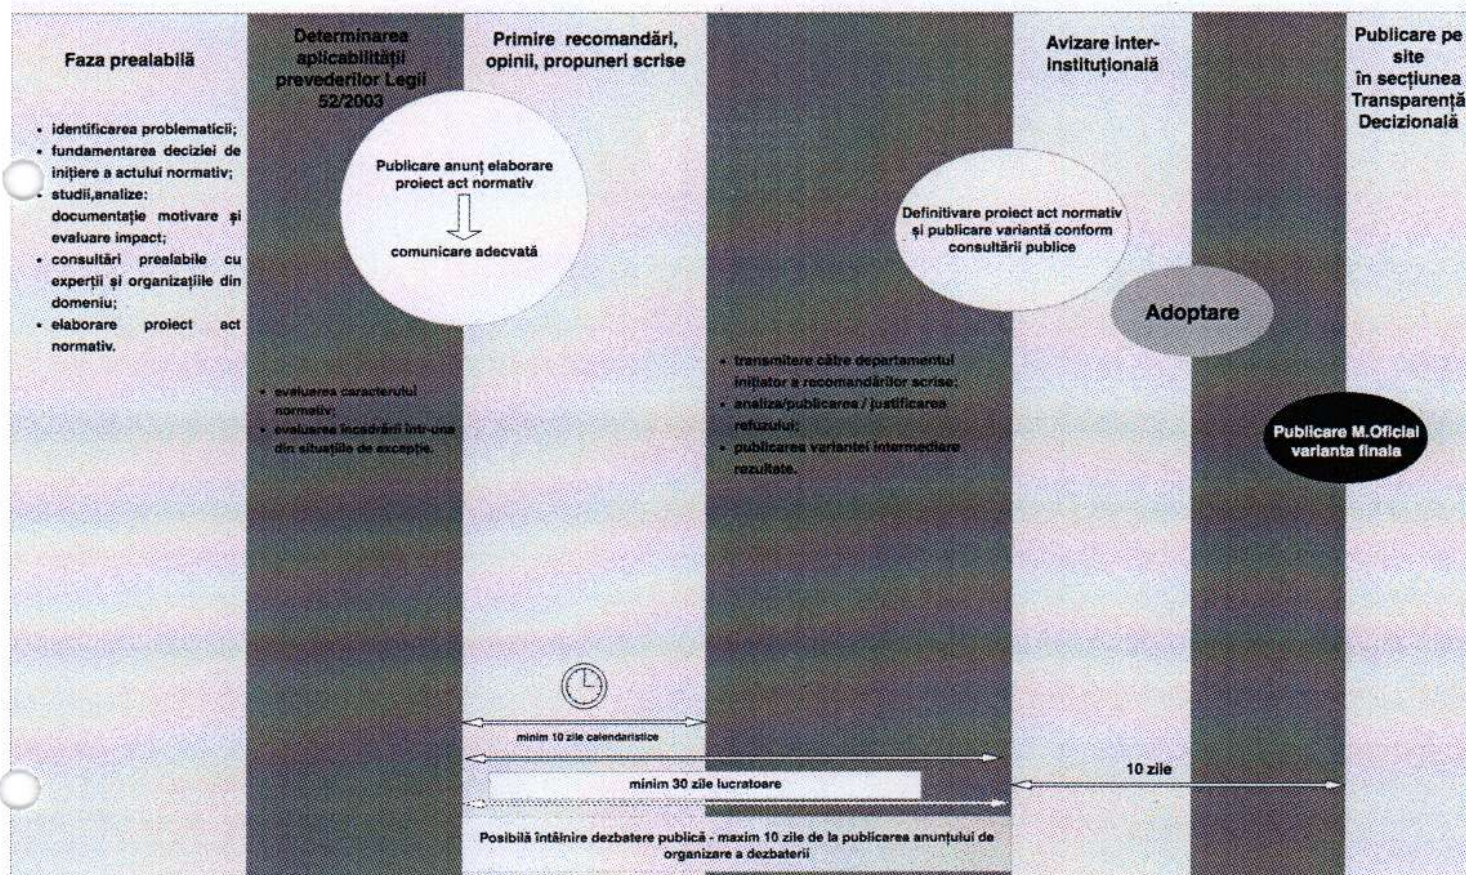 Faza prealabilă
• identificarea problematicii;
• fundamentarea deciziei de
inițiere a actului normativ;
• studii,analize:
documentație motivare și
evaluare impact;
• consultări prealabile cu
experții și organizațiile din
domeniu;
• elaborare proiect act
normativ.
Determinarea
aplicabilității
prevederilor Legii
52/2003
• evaluarea caracterului
normativ;
• evaluarea încadrării într-una
din situațiile de excepție.
Primire recomandări,
opinii, propuneri scrise
Publicare anunț elaborare
proiect act normativ
comunicare adecvată
• transmitere către departamentul
inițiator a recomandărilor scrise;
• analiza/publicarea / justificarea
refuzului;
• publicarea variantei intermediare
rezultate.
Definitivare proiect act normativ
și publicare variantă conform
consultării publice
Avizare inter-
instituțională
Adoptare
Publicare pe
site
în secțiunea
Transparență
Decizională
Publicare M.Oficial
varianta finala
minim 10 zile calendaristice
minim 30 zile lucratoare
10 zile
Posibilă întâlnire dezbatere publică - maxim 10 zile de la publicarea anunțului de
organizare a dezbaterii